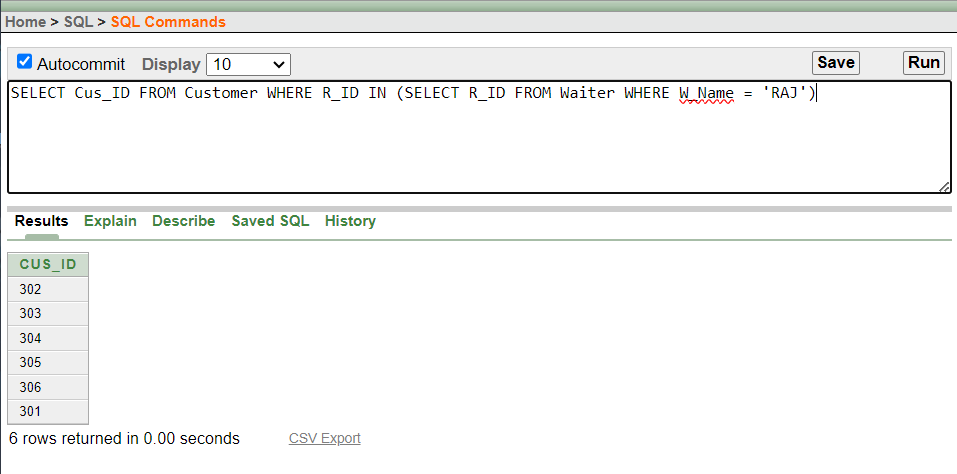 Home > SQL > SQL Commands
Autocommit Display 10 Save Run
SELECT Cus_ID FROM Customer WHERE R_ID IN (SELECT R_ID FROM Waiter WHERE W_Name = 'RAJ')
Results Explain Describe Saved SQL History
CUS_ID
302
303
304
305
306
301
6 rows returned in 0.00 seconds CSV Export